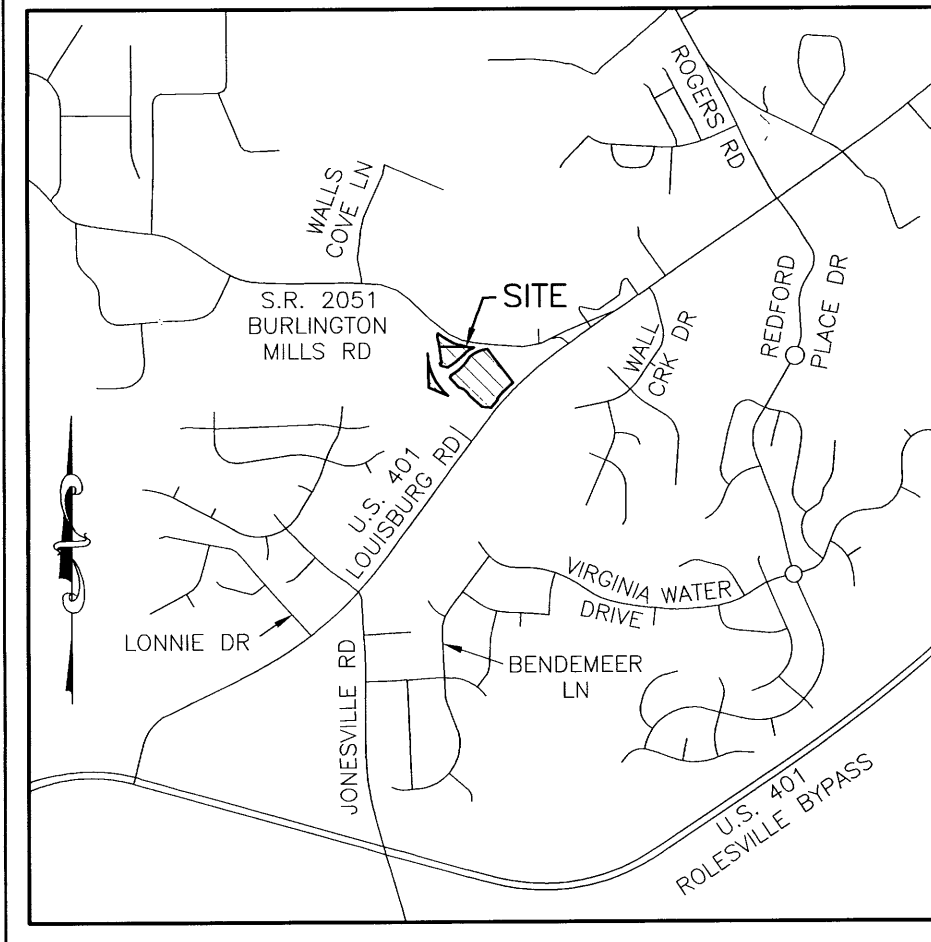 ROGERS RD
WALLS
COVE LN
S.R. 2051
BURLINGTON
MILLS RD
SITE
REDFORD
PLACE DR
WALL
CRK DR
U.S. 401
LOUISBURG RD
VIRGINIA WATER
DRIVE
LONNIE DR
BENDEMEER
LN
JONESVILLE RD
U.S. 401
ROLESVILLE BYPASS